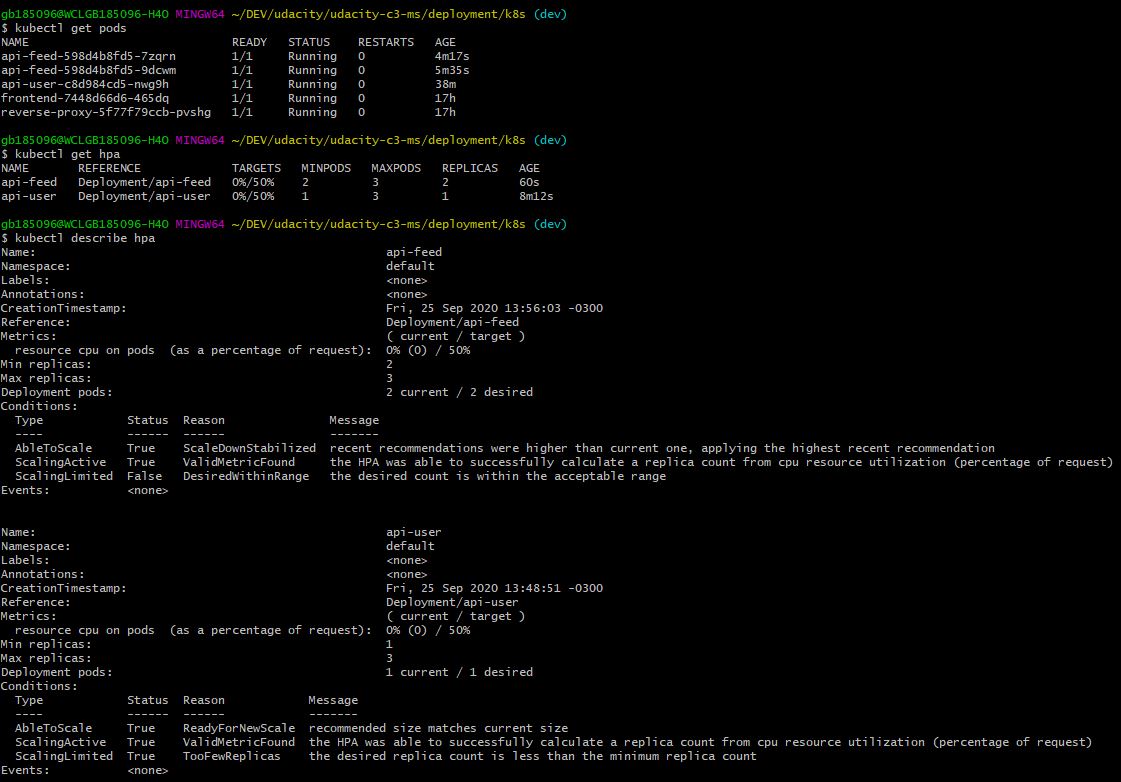 gb185096@WCLGB185096-H40 MINGW64 ~/DEV/udacity/udacity-c3-ms/deployment/k8s (dev)
$ kubectl get pods
NAME                             READY   STATUS    RESTARTS   AGE
api-feed-598d4b8fd5-7zqrn        1/1     Running   0          4m17s
api-feed-598d4b8fd5-9dcwm        1/1     Running   0          5m35s
api-user-c8d984cd5-nwg9h         1/1     Running   0          38m
frontend-7448d66d6-465dq         1/1     Running   0          17h
reverse-proxy-5f77f79ccb-pvshg   1/1     Running   0          17h
gb185096@WCLGB185096-H40 MINGW64 ~/DEV/udacity/udacity-c3-ms/deployment/k8s (dev)
$ kubectl get hpa
NAME       REFERENCE             TARGETS   MINPODS   MAXPODS   REPLICAS   AGE
api-feed   Deployment/api-feed   0%/50%    2         3         2          60s
api-user   Deployment/api-user   0%/50%    1         3         1          8m12s
gb185096@WCLGB185096-H40 MINGW64 ~/DEV/udacity/udacity-c3-ms/deployment/k8s (dev)
$ kubectl describe hpa
Name:                                                  api-feed
Namespace:                                             default
Labels:                                                <none>
Annotations:                                           <none>
CreationTimestamp:                                     Fri, 25 Sep 2020 13:56:03 -0300
Reference:                                             Deployment/api-feed
Metrics:                                               ( current / target )
  resource cpu on pods  (as a percentage of request):  0% (0) / 50%
Min replicas:                                          2
Max replicas:                                          3
Deployment pods:                                       2 current / 2 desired
Conditions:
  Type            Status  Reason             Message
  ----            ------  ------             -------
  AbleToScale     True    ScaleDownStabilized  recent recommendations were higher than current one, applying the highest recent recommendation
  ScalingActive   True    ValidMetricFound     the HPA was able to successfully calculate a replica count from cpu resource utilization (percentage of request)
  ScalingLimited  False   DesiredWithinRange   the desired count is within the acceptable range
Events:           <none>
Name:                                                  api-user
Namespace:                                             default
Labels:                                                <none>
Annotations:                                           <none>
CreationTimestamp:                                     Fri, 25 Sep 2020 13:48:51 -0300
Reference:                                             Deployment/api-user
Metrics:                                               ( current / target )
  resource cpu on pods  (as a percentage of request):  0% (0) / 50%
Min replicas:                                          1
Max replicas:                                          3
Deployment pods:                                       1 current / 1 desired
Conditions:
  Type            Status  Reason            Message
  ----            ------  ------            -------
  AbleToScale     True    ReadyForNewScale  recommended size matches current size
  ScalingActive   True    ValidMetricFound  the HPA was able to successfully calculate a replica count from cpu resource utilization (percentage of request)
  ScalingLimited  True    TooFewReplicas    the desired replica count is less than the minimum replica count
Events:           <none>